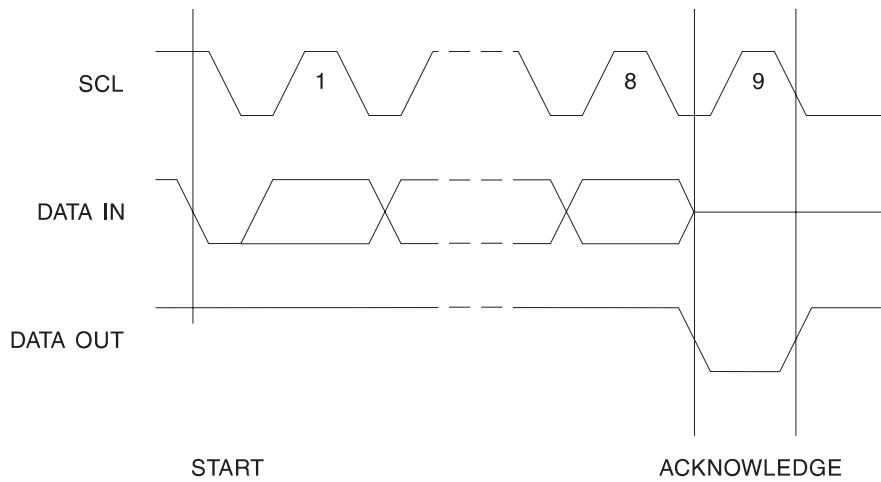 SCL
1
8
9
DATA IN
DATA OUT
START
ACKNOWLEDGE